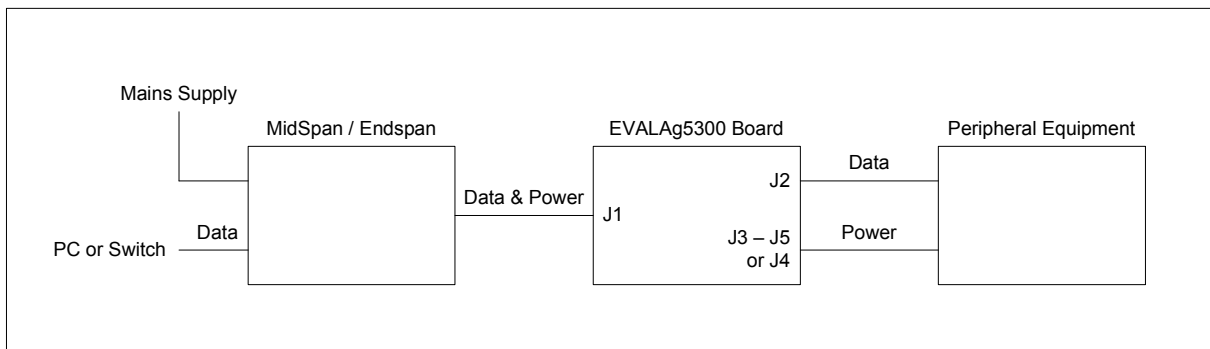 Mains Supply
MidSpan / Endspan
EVALAg5300 Board
Peripheral Equipment
J2
Data
Data & Power
J1
PC or Switch
Data
J3 – J5
or J4
Power